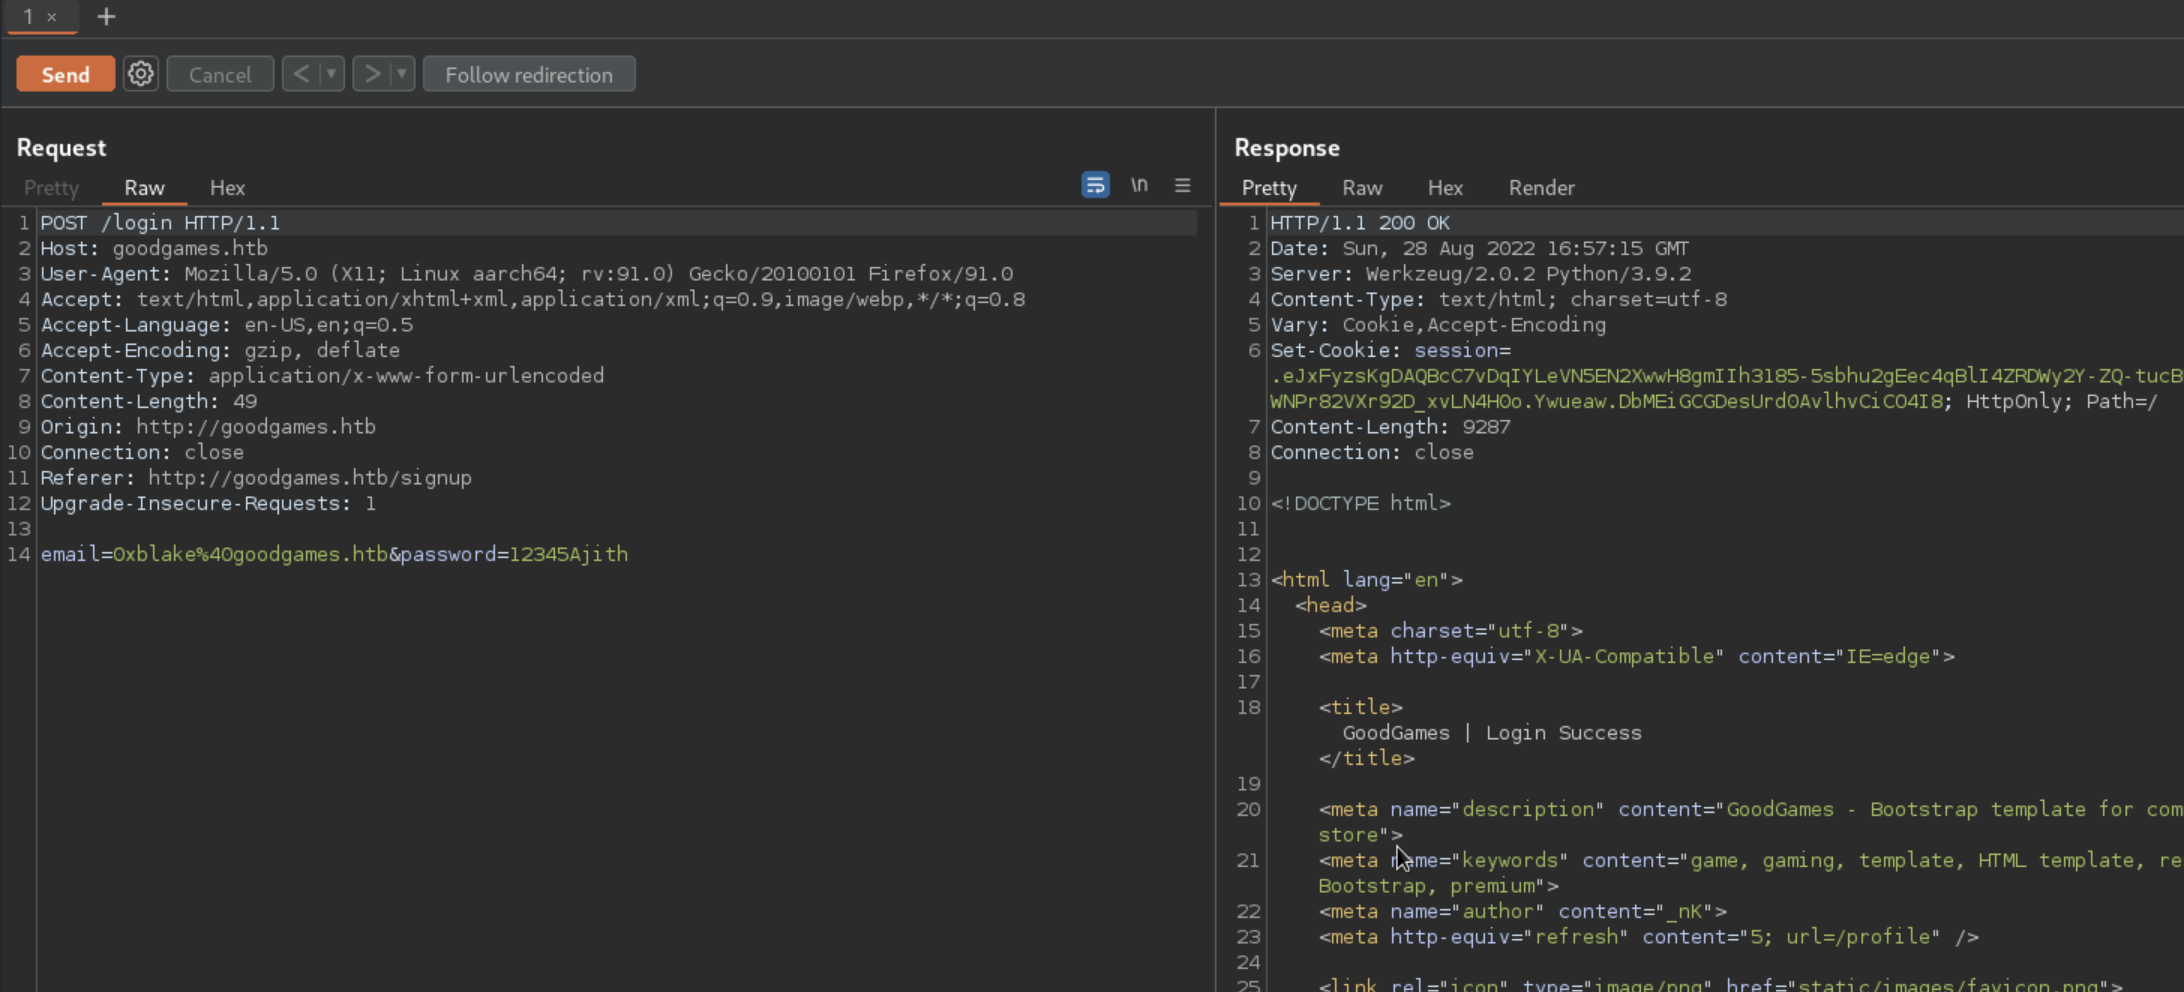 1 × +
Send Cancel < > Follow redirection
Request
Pretty Raw Hex \n
1 POST /login HTTP/1.1
2 Host: goodgames.htb
3 User-Agent: Mozilla/5.0 (X11; Linux aarch64; rv:91.0) Gecko/20100101 Firefox/91.0
4 Accept: text/html,application/xhtml+xml,application/xml;q=0.9,image/webp,*/*;q=0.8
5 Accept-Language: en-US,en;q=0.5
6 Accept-Encoding: gzip, deflate
7 Content-Type: application/x-www-form-urlencoded
8 Content-Length: 49
9 Origin: http://goodgames.htb
10 Connection: close
11 Referer: http://goodgames.htb/signup
12 Upgrade-Insecure-Requests: 1
13
14 email=0xblake%40goodgames.htb&password=12345Ajith
Response
Pretty Raw Hex Render
1 HTTP/1.1 200 OK
2 Date: Sun, 28 Aug 2022 16:57:15 GMT
3 Server: Werkzeug/2.0.2 Python/3.9.2
4 Content-Type: text/html; charset=utf-8
5 Vary: Cookie,Accept-Encoding
6 Set-Cookie: session=
.eJxFyzsKgDAQBcC7vDqIYLeVN5EN2XwwH8gmIIh3185-5sbhu2gEec4qBlI4ZRDWy2Y-ZQ-tucB
WNPr82VXr92D_xvLN4H0o.Ywueaw.DbMEiGCGDesUrd0AvlhvCiCO4I8; HttpOnly; Path=/
7 Content-Length: 9287
8 Connection: close
9
10 <!DOCTYPE html>
11
12
13 <html lang="en">
14 <head>
15 <meta charset="utf-8">
16 <meta http-equiv="X-UA-Compatible" content="IE=edge">
17
18 <title>
GoodGames | Login Success
</title>
19
20 <meta name="description" content="GoodGames - Bootstrap template for com
store">
21 <meta name="keywords" content="game, gaming, template, HTML template, re
Bootstrap, premium">
22 <meta name="author" content="_nK">
23 <meta http-equiv="refresh" content="5; url=/profile" />
24
25 <link rel="icon" type="image/png" href="static/images/favicon.png">